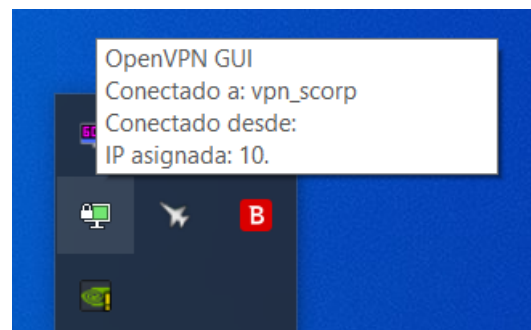 OpenVPN GUI
Conectado a: vpn_scorp
Conectado desde:
IP asignada: 10.
B